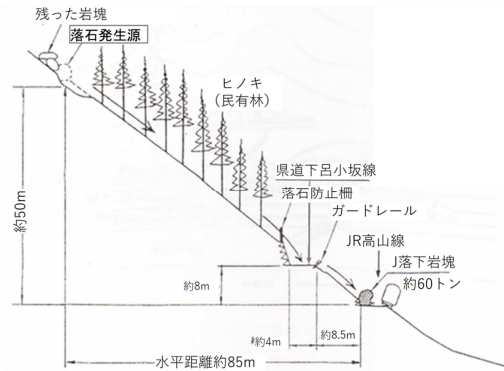 残った岩塊
落石発生源
ヒノキ
（民有林）
県道下呂小坂線
落石防止柵
ガードレール
JR高山線
J落下岩塊
約60トン
約50m
約8m
約4m
約8.5m
水平距離約85m